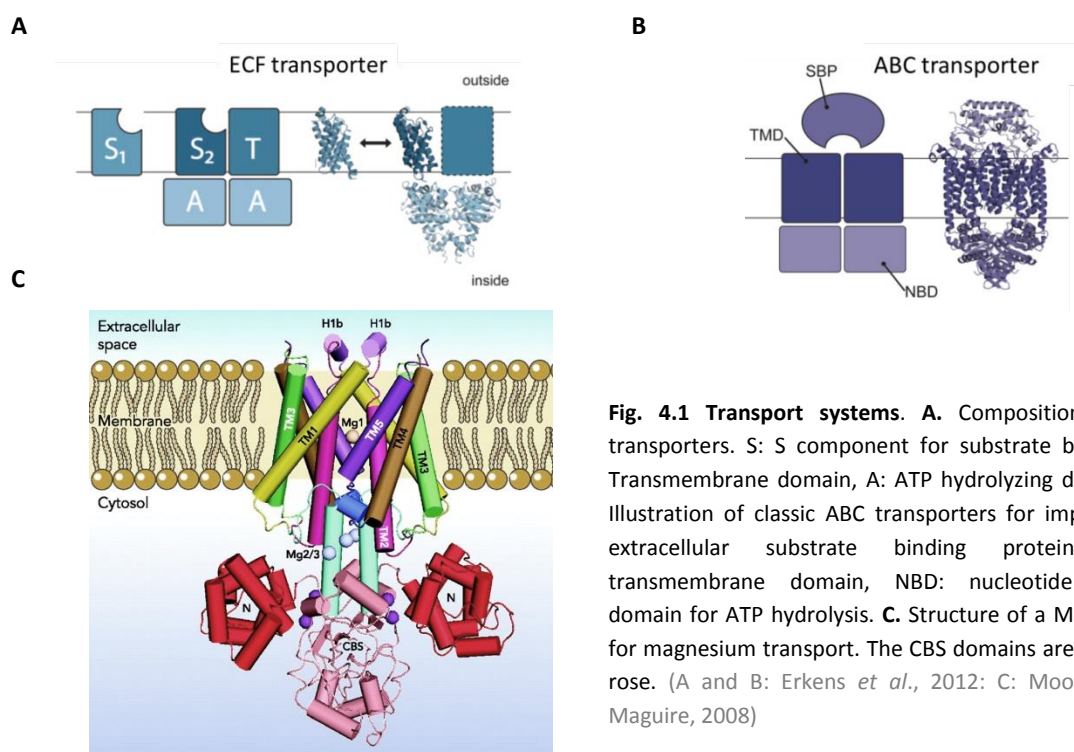 A
ECF transporter
outside
S₁
S₂
T
A
A
inside
B
SBP
ABC transporter
TMD
NBD
C
Extracellular
space
H1b
H1b
TM3
TM1
Mg1
TM5
TM4
TM3
Membrane
Cytosol
Mg2/3
TM2
N
N
CBS
Fig. 4.1 Transport systems. A. Composition
transporters. S: S component for substrate b
Transmembrane domain, A: ATP hydrolyzing d
Illustration of classic ABC transporters for imp
extracellular substrate binding protein
transmembrane domain, NBD: nucleotide
domain for ATP hydrolysis. C. Structure of a M
for magnesium transport. The CBS domains are
rose. (A and B: Erkens et al., 2012: C: Moo
Maguire, 2008)